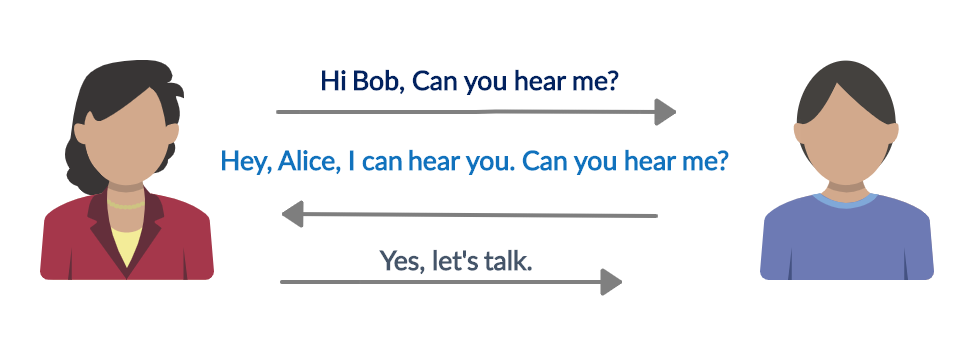 Hi Bob, Can you hear me?
Hey, Alice, I can hear you. Can you hear me?
Yes, let's talk.